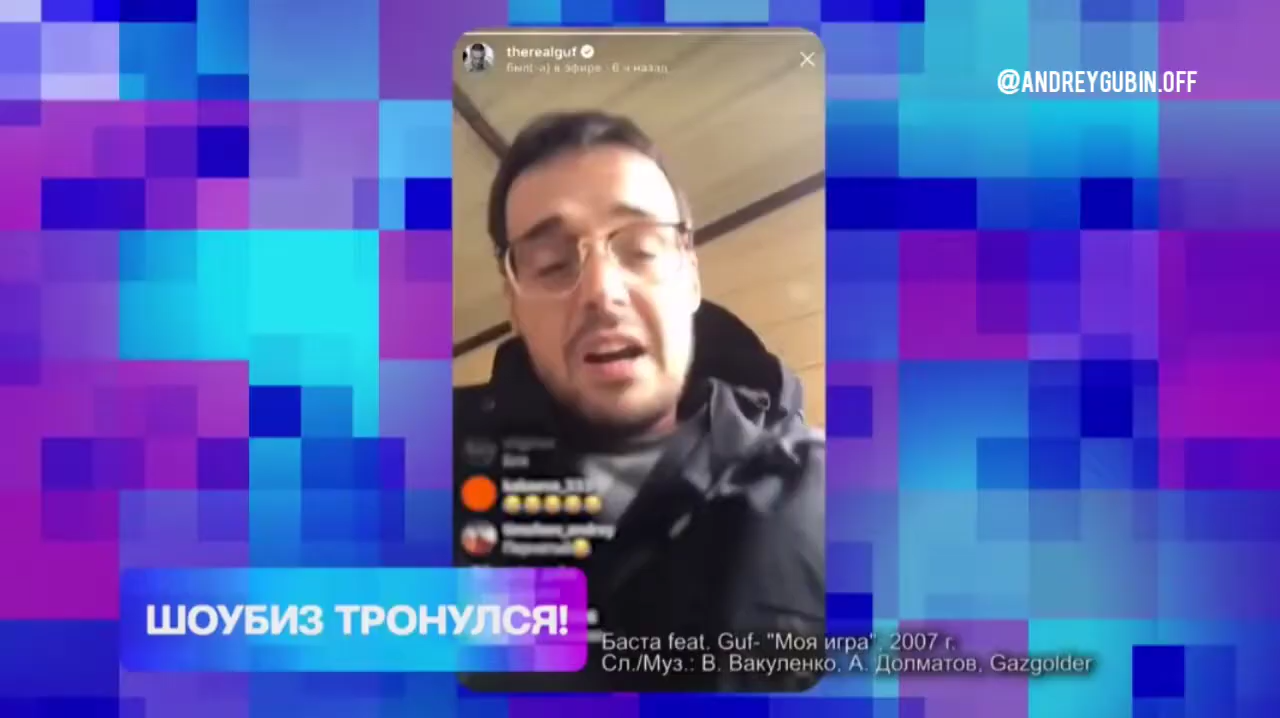 therealguf
был(-а) в эфире · 6 ч назад
@ANDREYGUBIN.OFF
ШОУБИЗ ТРОНУЛСЯ!
Баста feat. Guf- "Моя игра", 2007 г.
Сл./Муз.: В. Вакуленко, А. Долматов, Gazgolder